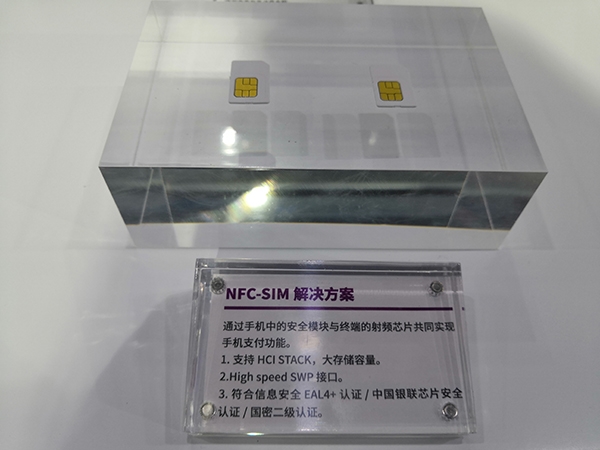 NFC-SIM 解决方案
通过手机中的安全模块与终端的射频芯片共同实现
手机支付功能。
1. 支持 HCI STACK，大存储容量。
2.High speed SWP 接口。
3. 符合信息安全 EAL4+ 认证 / 中国银联芯片安全
认证 / 国密二级认证。